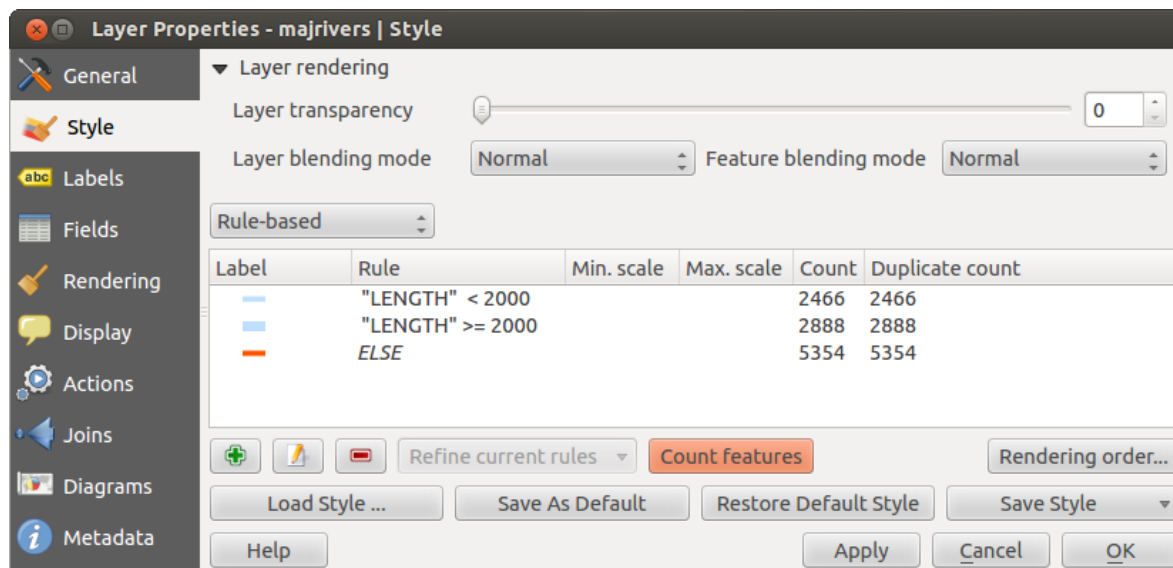 Layer Properties - majrivers | Style
General
Style
abc Labels
Fields
Rendering
Display
Actions
Joins
Diagrams
Metadata
Layer rendering
Layer transparency 0
Layer blending mode Normal Feature blending mode Normal
Rule-based
Label Rule Min. scale Max. scale Count Duplicate count
"LENGTH" < 2000 2466 2466
"LENGTH" >= 2000 2888 2888
ELSE 5354 5354
Refine current rules Count features Rendering order...
Load Style ... Save As Default Restore Default Style Save Style
Help Apply Cancel OK